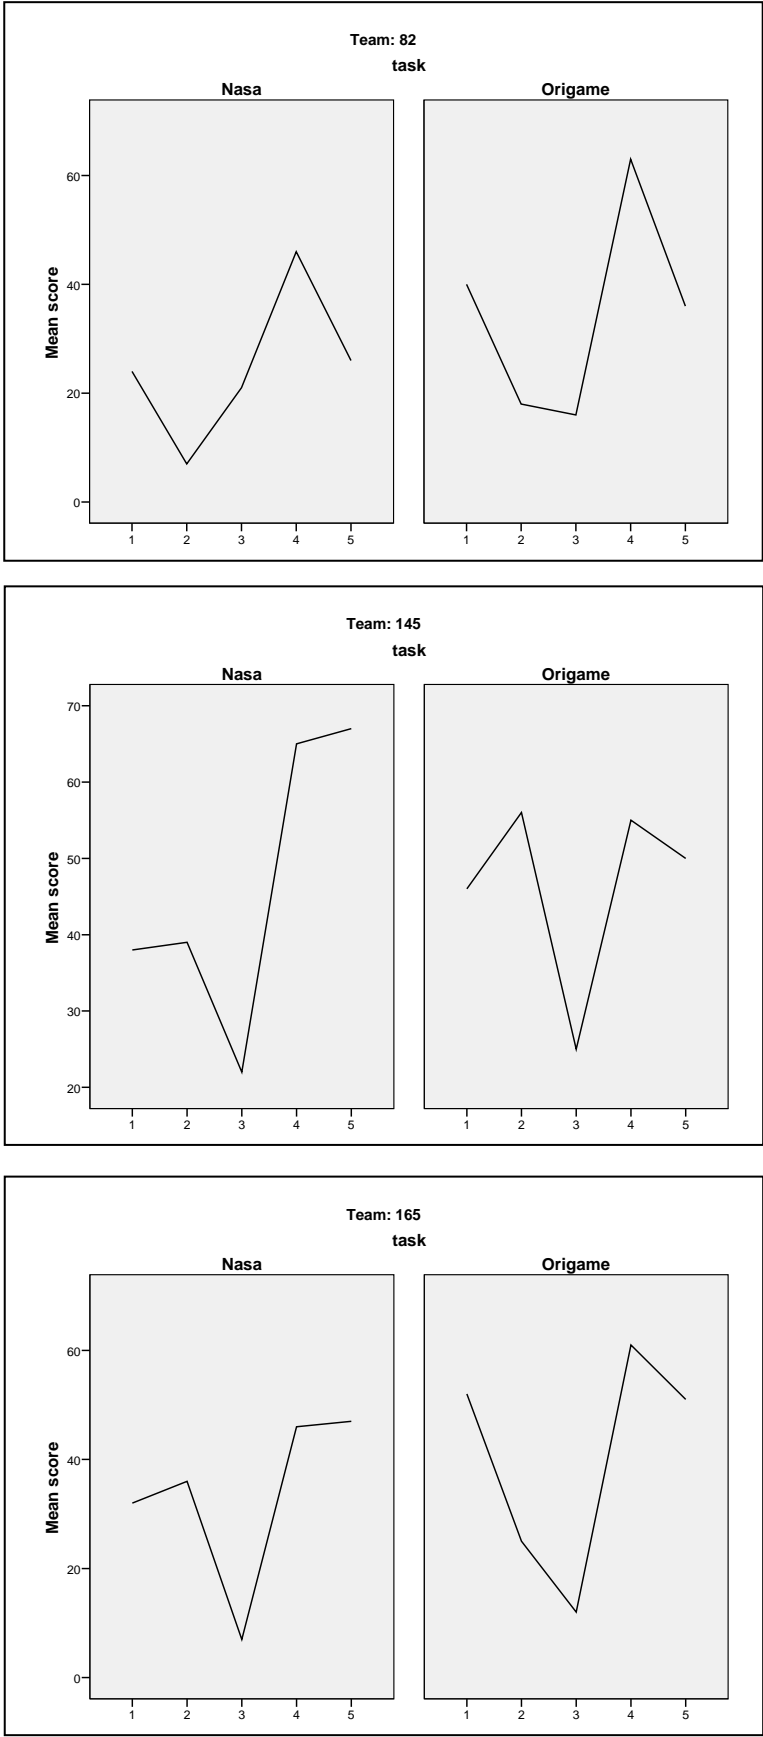 Team: 82
task
Nasa Origame
Mean score
60
40
20
0
1 2 3 4 5 1 2 3 4 5
Team: 145
task
Nasa Origame
Mean score
70
60
50
40
30
20
1 2 3 4 5 1 2 3 4 5
Team: 165
task
Nasa Origame
Mean score
60
40
20
0
1 2 3 4 5 1 2 3 4 5